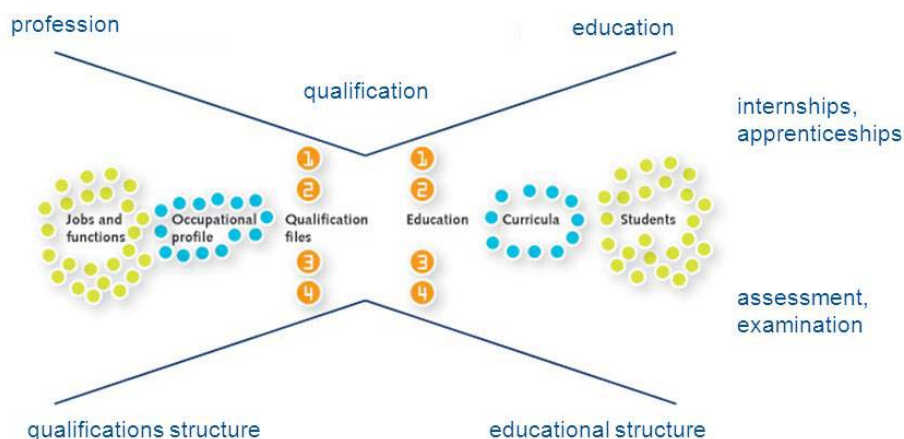 profession
education
qualification
internships,
apprenticeships
1
2
1
2
Jobs and
functions
Occupational
profile
Qualification
files
Education
Curricula
Students
3
4
3
4
assessment,
examination
qualifications structure
educational structure